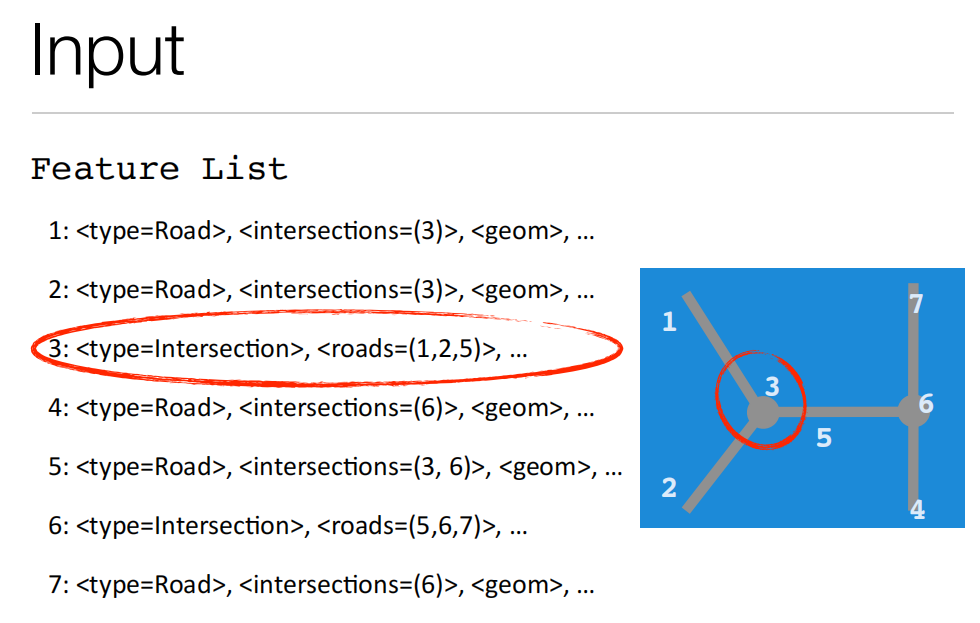 Input
Feature List
1: <type=Road>, <intersections=(3)>, <geom>, …
2: <type=Road>, <intersections=(3)>, <geom>, …
3: <type=Intersection>, <roads=(1,2,5)>, …
4: <type=Road>, <intersections=(6)>, <geom>, …
5: <type=Road>, <intersections=(3, 6)>, <geom>, …
6: <type=Intersection>, <roads=(5,6,7)>, …
7: <type=Road>, <intersections=(6)>, <geom>, …
7
1
3
6
5
2
4